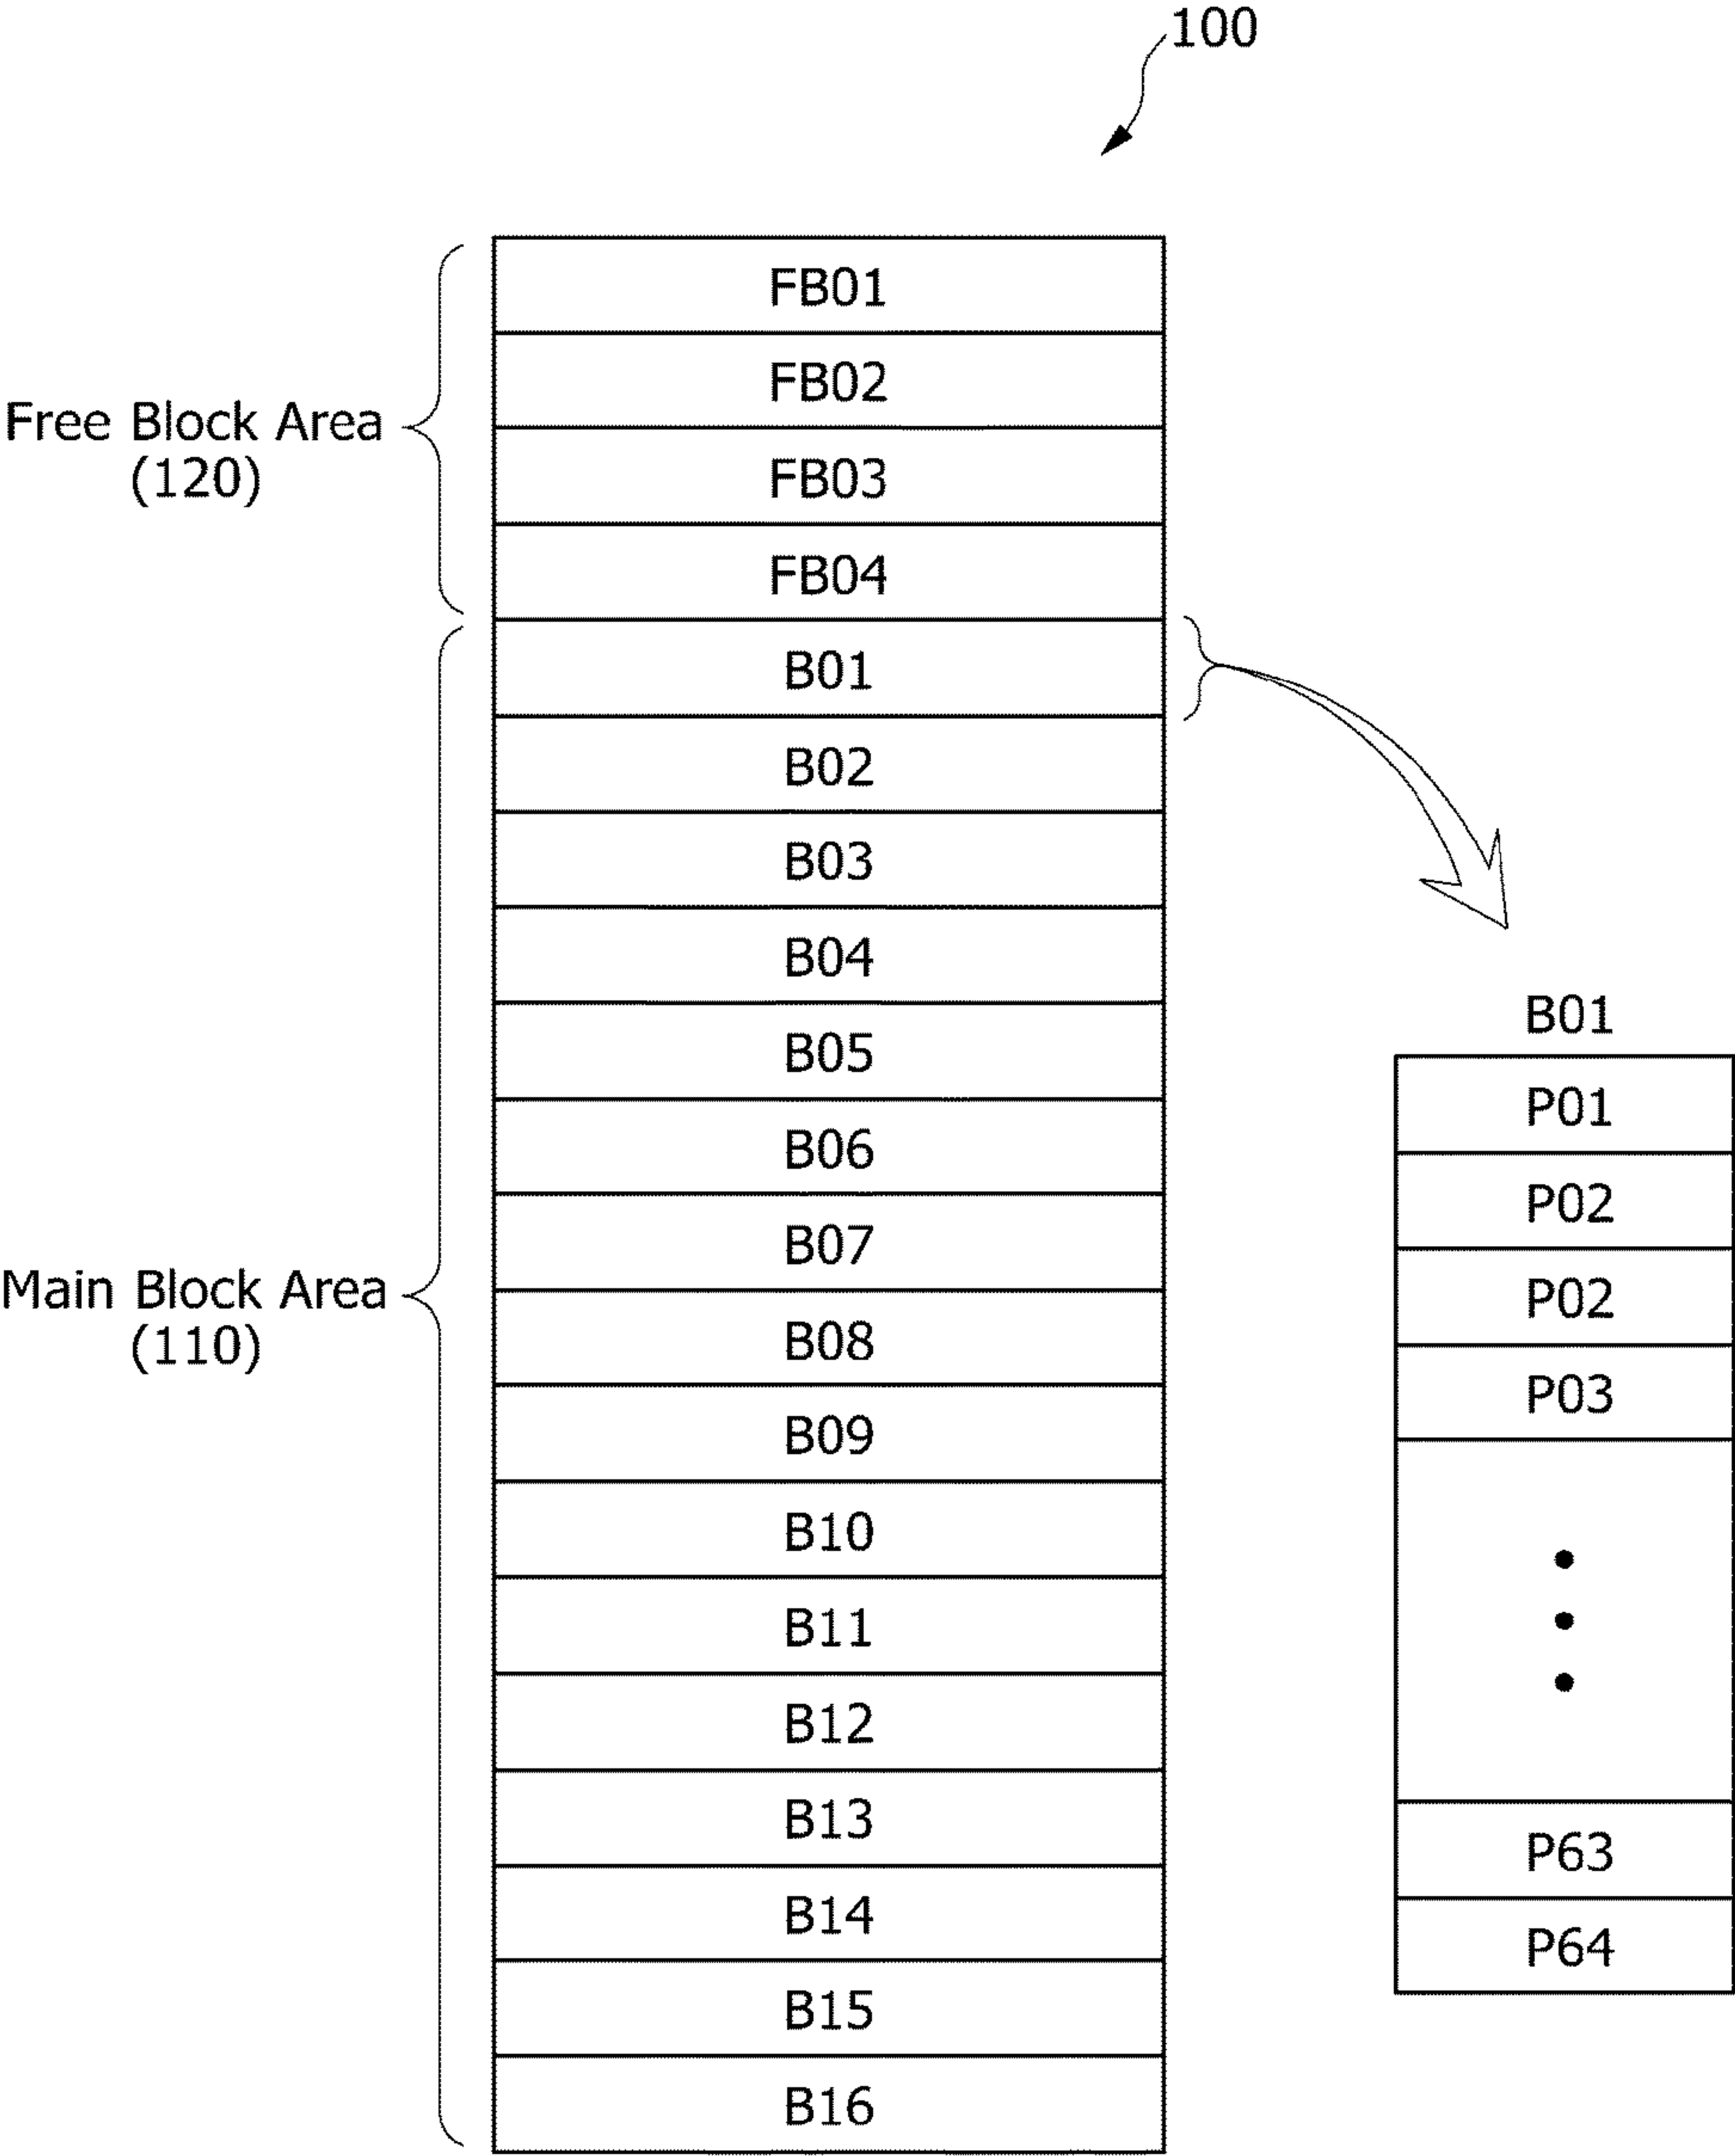 100
FB01
FB02
FB03
FB04
Free Block Area
(120)
B01
B02
B03
B04
B05
B06
B07
B08
B09
B10
B11
B12
B13
B14
B15
B16
Main Block Area
(110)
B01
P01
P02
P02
P03
P63
P64